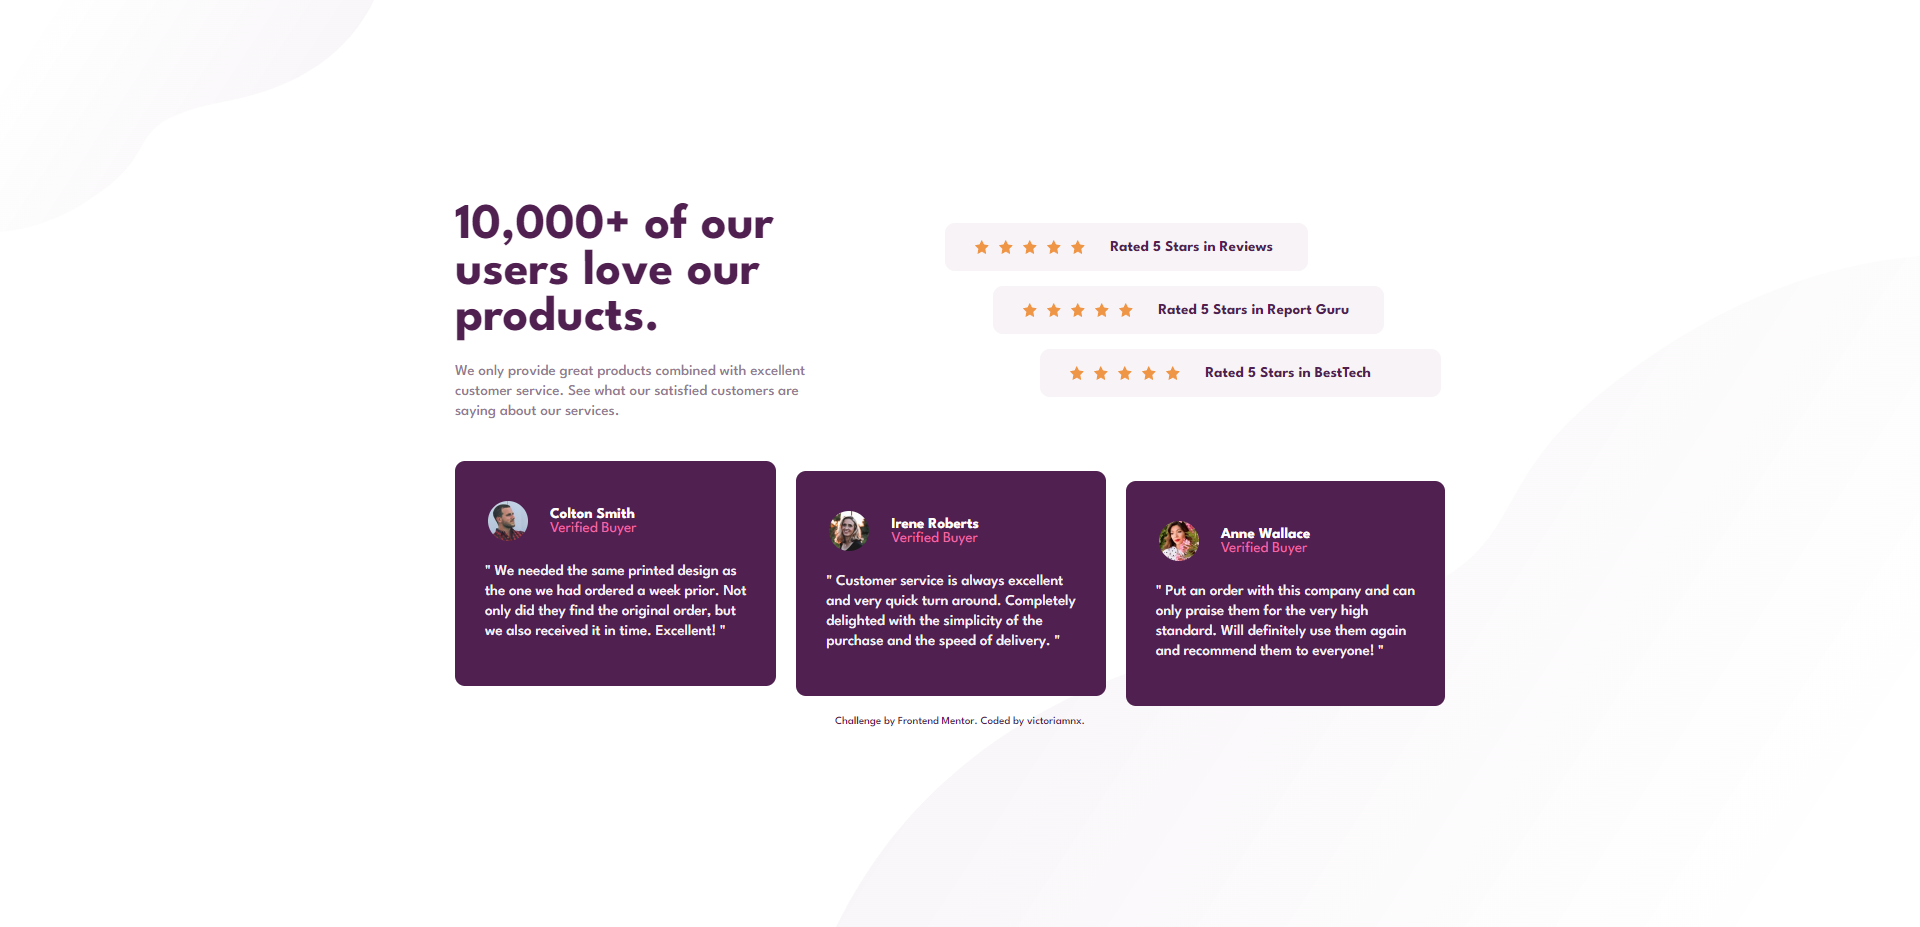 10,000+ of our
users love our
products.
We only provide great products combined with excellent
customer service. See what our satisfied customers are
saying about our services.
Rated 5 Stars in Reviews
Rated 5 Stars in Report Guru
Rated 5 Stars in BestTech
Colton Smith
Verified Buyer
" We needed the same printed design as
the one we had ordered a week prior. Not
only did they find the original order, but
we also received it in time. Excellent! "
Irene Roberts
Verified Buyer
" Customer service is always excellent
and very quick turn around. Completely
delighted with the simplicity of the
purchase and the speed of delivery. "
Anne Wallace
Verified Buyer
" Put an order with this company and can
only praise them for the very high
standard. Will definitely use them again
and recommend them to everyone! "
Challenge by Frontend Mentor. Coded by victoriamnx.